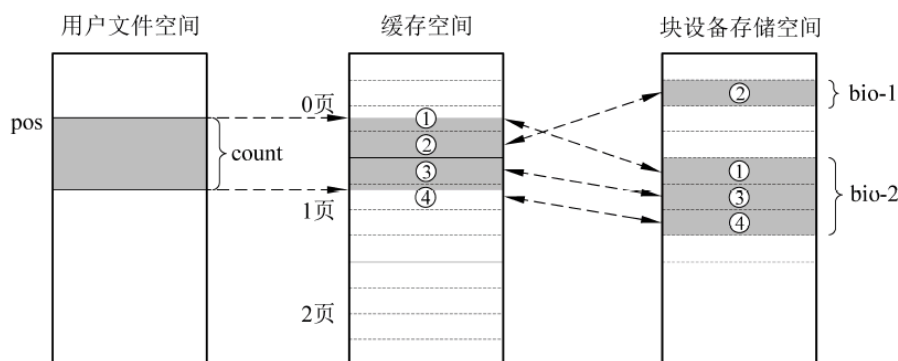 用户文件空间
缓存空间
块设备存储空间
0页
②
bio-1
pos
①
②
count
③
①
③
bio-2
④
1页
④
2页